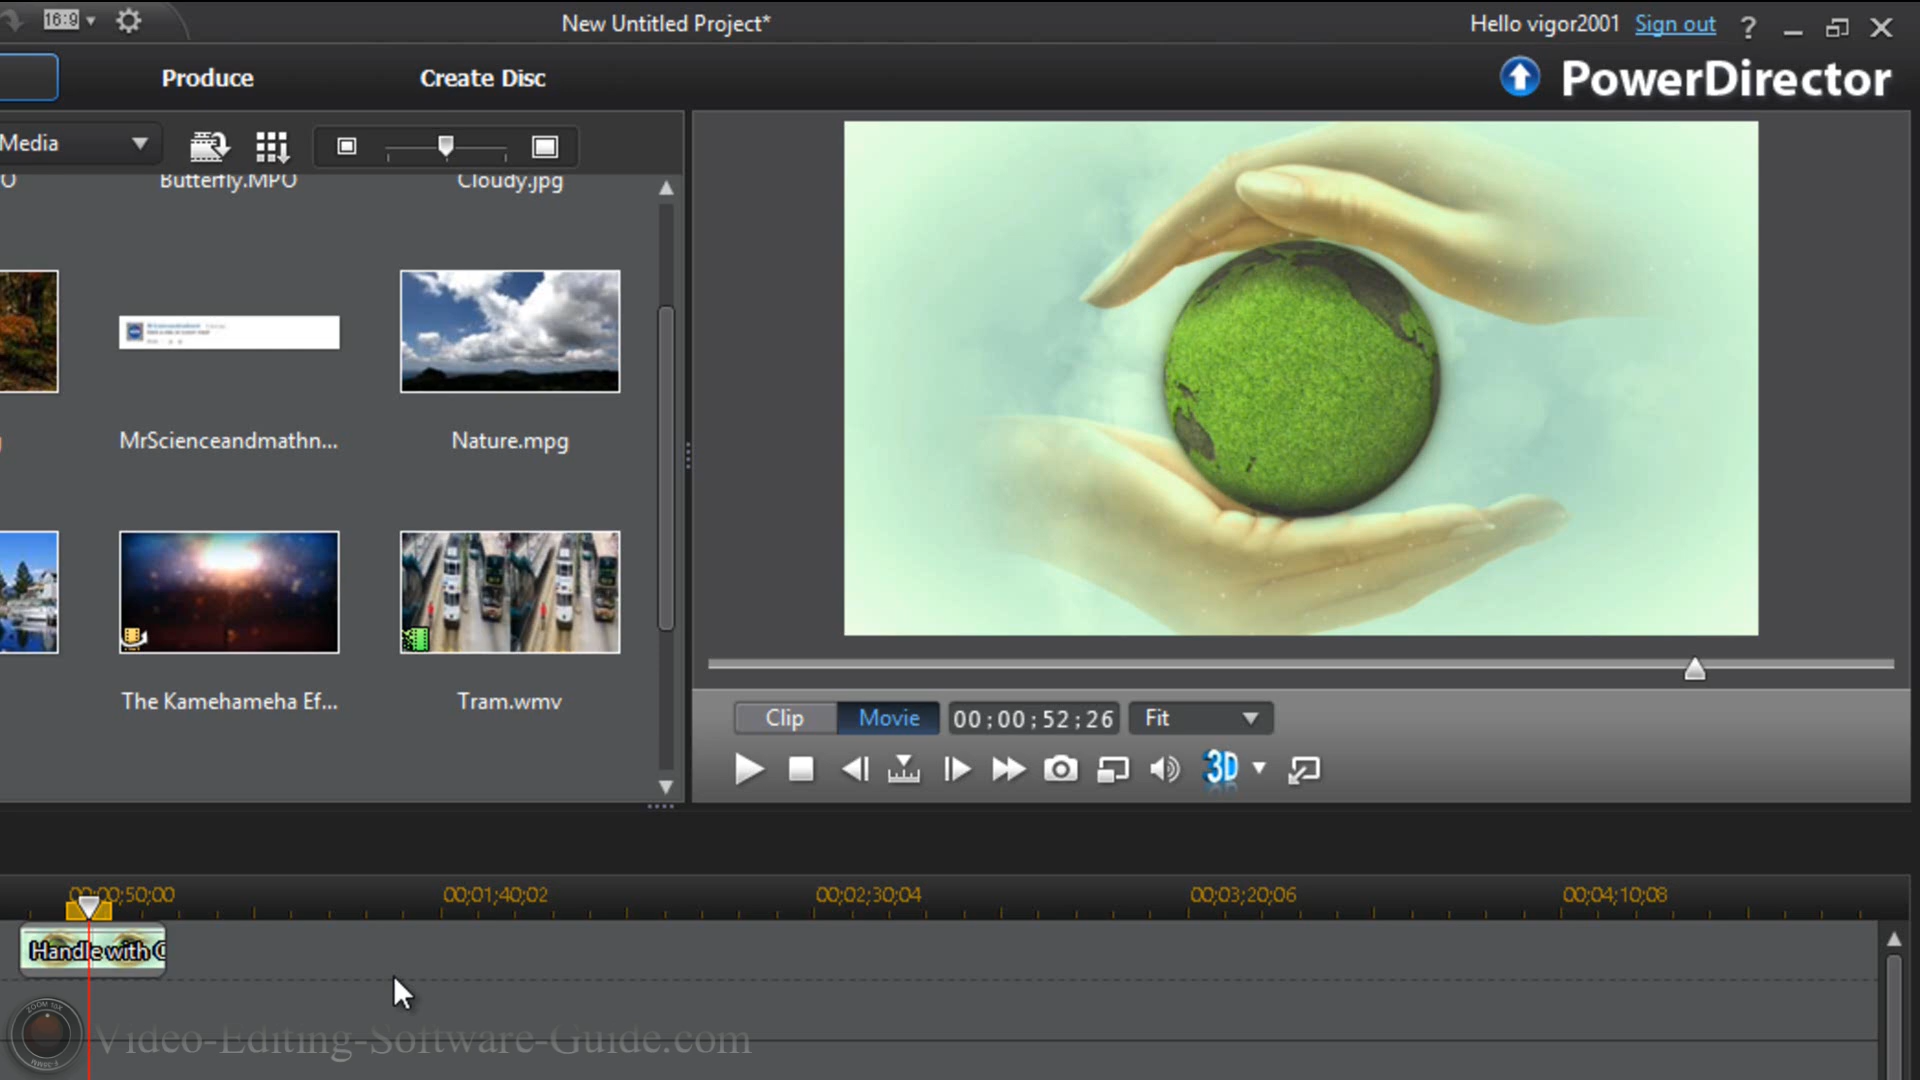 16:9
New Untitled Project*
Hello vigor2001 Sign out ?
Produce
Create Disc
PowerDirector
Media
O
Butterfly.MPO
Cloudy.jpg
MrScienceandmathn...
Nature.mpg
The Kamehameha Ef...
Tram.wmv
Clip
Movie
00;00;52;26
Fit
3D
00;00;50;00
00;01;40;02
00;02;30;04
00;03;20;06
00;04;10;08
Handle with C
Video-Editing-Software-Guide.com